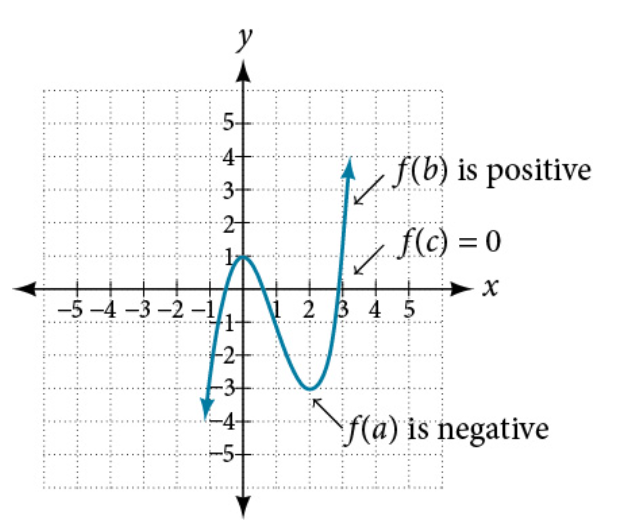 y
5
4
f(b) is positive
3
2
f(c) = 0
1
x
–5 –4 –3 –2 –1 1 2 3 4 5
–1
–2
–3
–4
f(a) is negative
–5